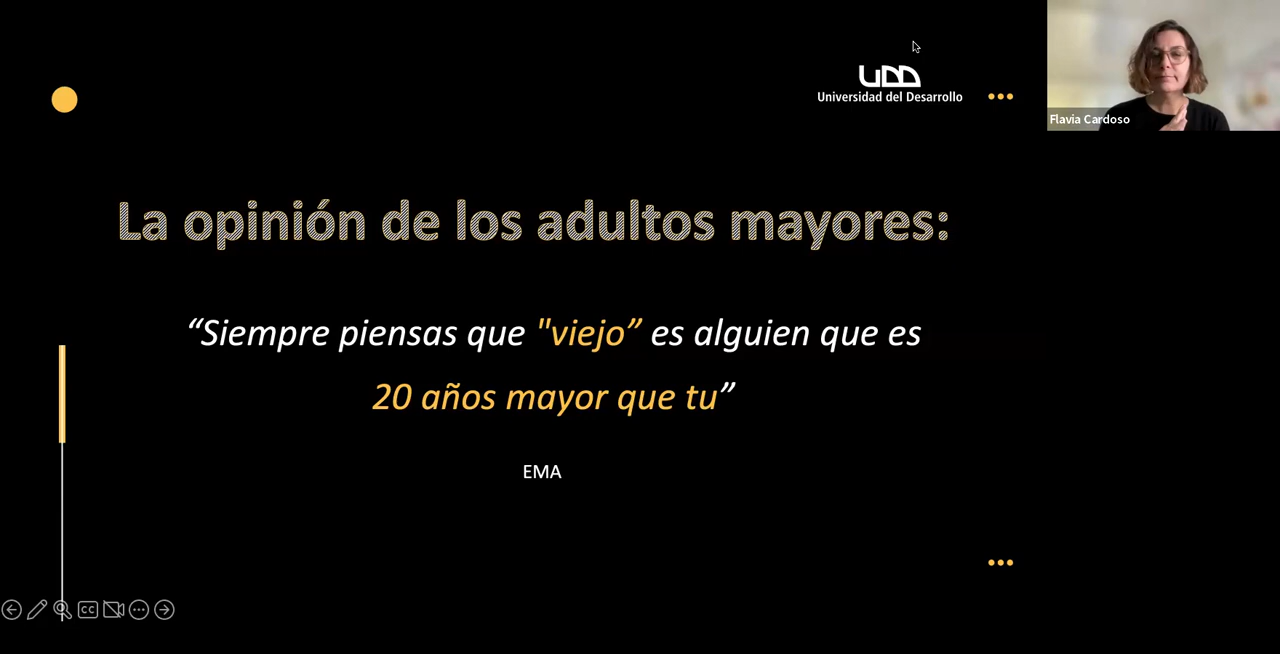 UDD
Universidad del Desarrollo
Flavia Cardoso
La opinión de los adultos mayores:
“Siempre piensas que "viejo” es alguien que es
20 años mayor que tu”
EMA
CC